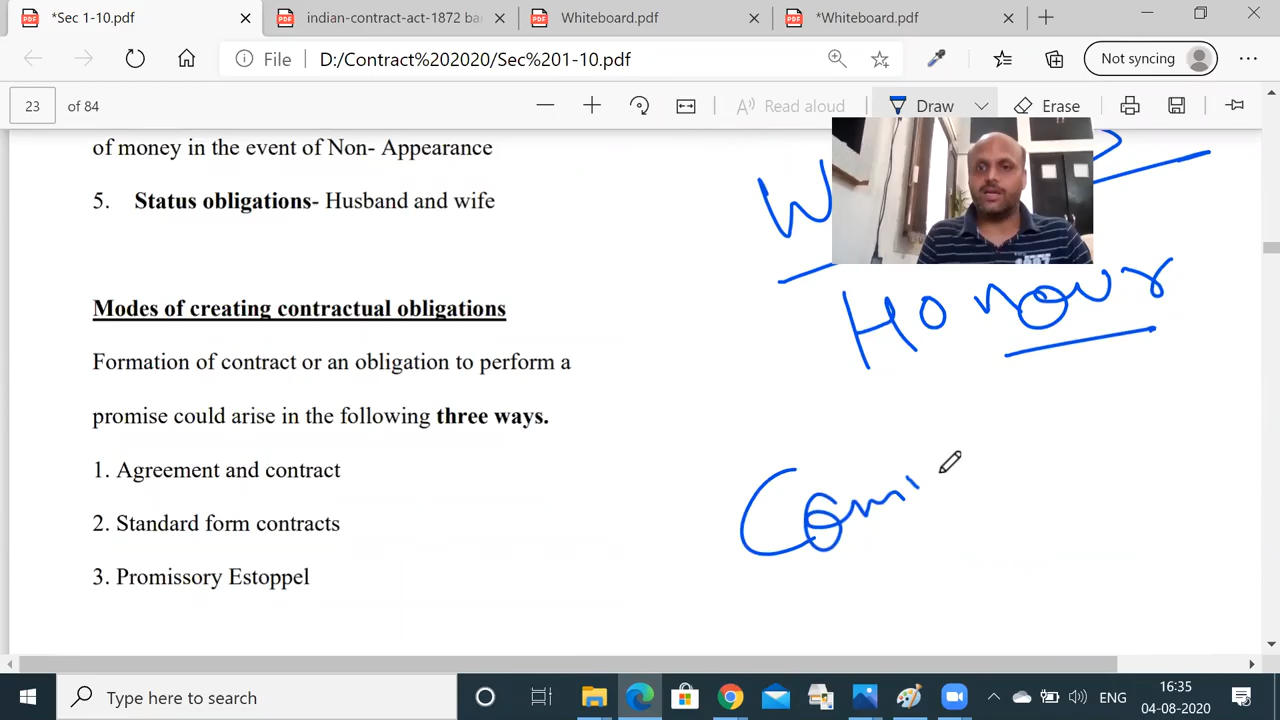 *Sec 1-10.pdf
indian-contract-act-1872 ba
Whiteboard.pdf
*Whiteboard.pdf
File
D:/Contract%202020/Sec%201-10.pdf
Not syncing
23 of 84
Read aloud
Draw
Erase
of money in the event of Non- Appearance
5. Status obligations- Husband and wife
Modes of creating contractual obligations
Formation of contract or an obligation to perform a
promise could arise in the following three ways.
1. Agreement and contract
2. Standard form contracts
3. Promissory Estoppel
W
Honour
Comi
Type here to search
ENG
16:35
04-08-2020